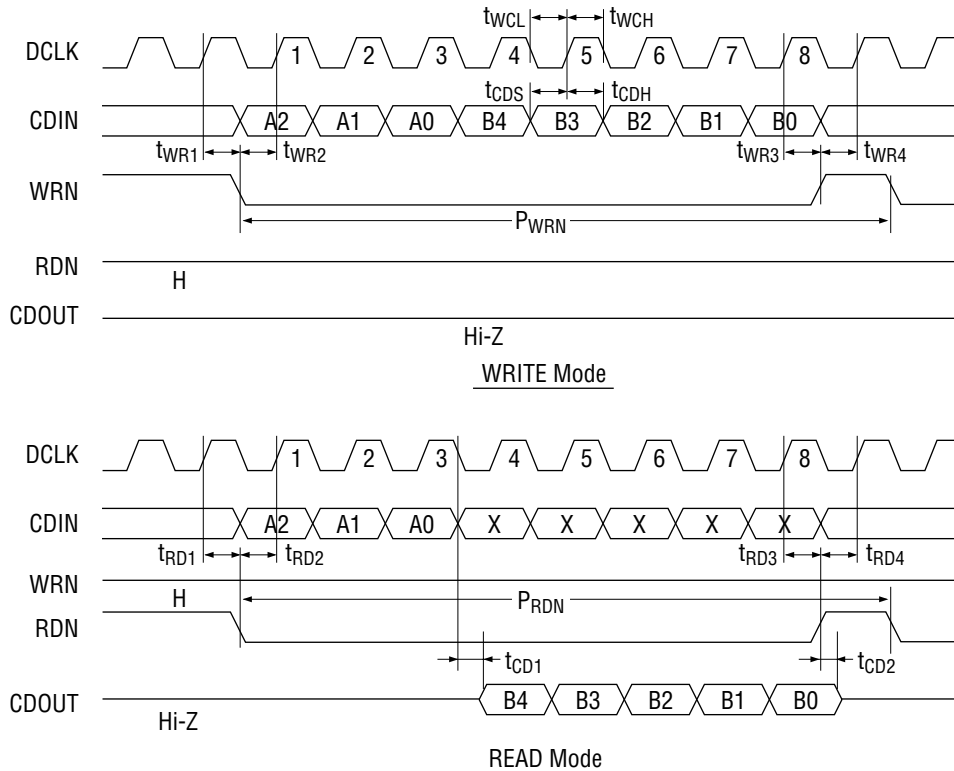 tWCL tWCH
DCLK 1 2 3 4 5 6 7 8
tCDS tCDH
CDIN A2 A1 A0 B4 B3 B2 B1 B0
tWR1 tWR2 tWR3 tWR4
WRN
PWRN
RDN
H
CDOUT
Hi-Z
WRITE Mode
DCLK 1 2 3 4 5 6 7 8
CDIN A2 A1 A0 X X X X X
tRD1 tRD2 tRD3 tRD4
WRN
H PRDN
RDN
tCD1 tCD2
CDOUT B4 B3 B2 B1 B0
Hi-Z
READ Mode